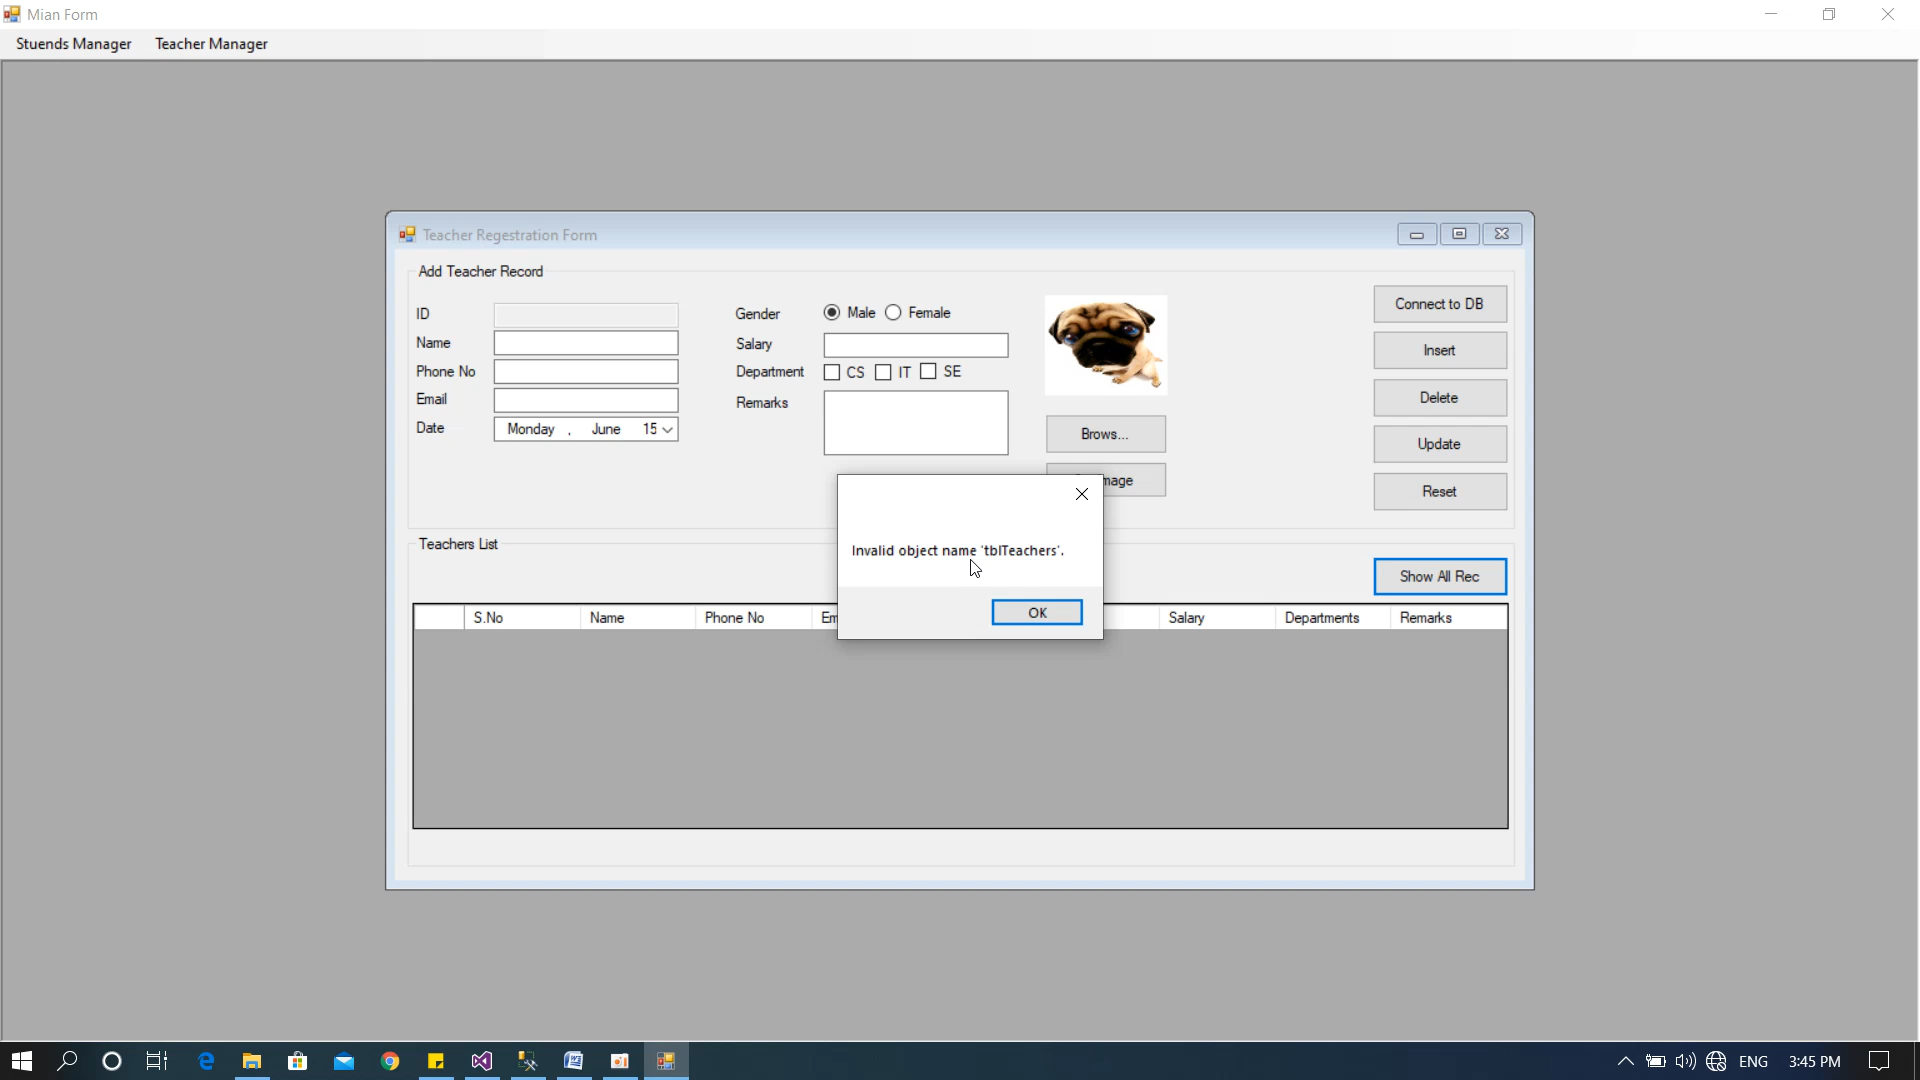 Mian Form
Stuends Manager Teacher Manager
Teacher Regestration Form
Add Teacher Record
ID
Name
Phone No
Email
Date Monday , June 15
Gender Male Female
Salary
Department CS IT SE
Remarks
Brows...
mage
Connect to DB
Insert
Delete
Update
Reset
Invalid object name 'tblTeachers'.
OK
Teachers List
Show All Rec
S.No Name Phone No Em Salary Departments Remarks
ENG 3:45 PM